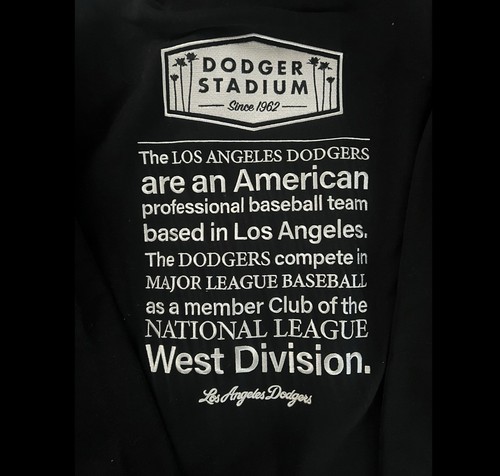 DODGER
STADIUM
Since 1962
The LOS ANGELES DODGERS
are an American
professional baseball team
based in Los Angeles.
The DODGERS compete in
MAJOR LEAGUE BASEBALL
as a member Club of the
NATIONAL LEAGUE
West Division.
Los Angeles Dodgers